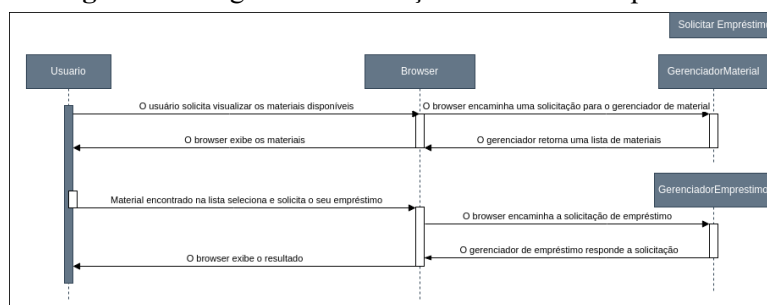 Solicitar Empréstimo
Usuario
Browser
GerenciadorMaterial
O usuário solicita visualizar os materiais disponíveis
O browser encaminha uma solicitação para o gerenciador de material
O browser exibe os materiais
O gerenciador retorna uma lista de materiais
GerenciadorEmprestimo
Material encontrado na lista seleciona e solicita o seu empréstimo
O browser encaminha a solicitação de empréstimo
O gerenciador de empréstimo responde a solicitação
O browser exibe o resultado